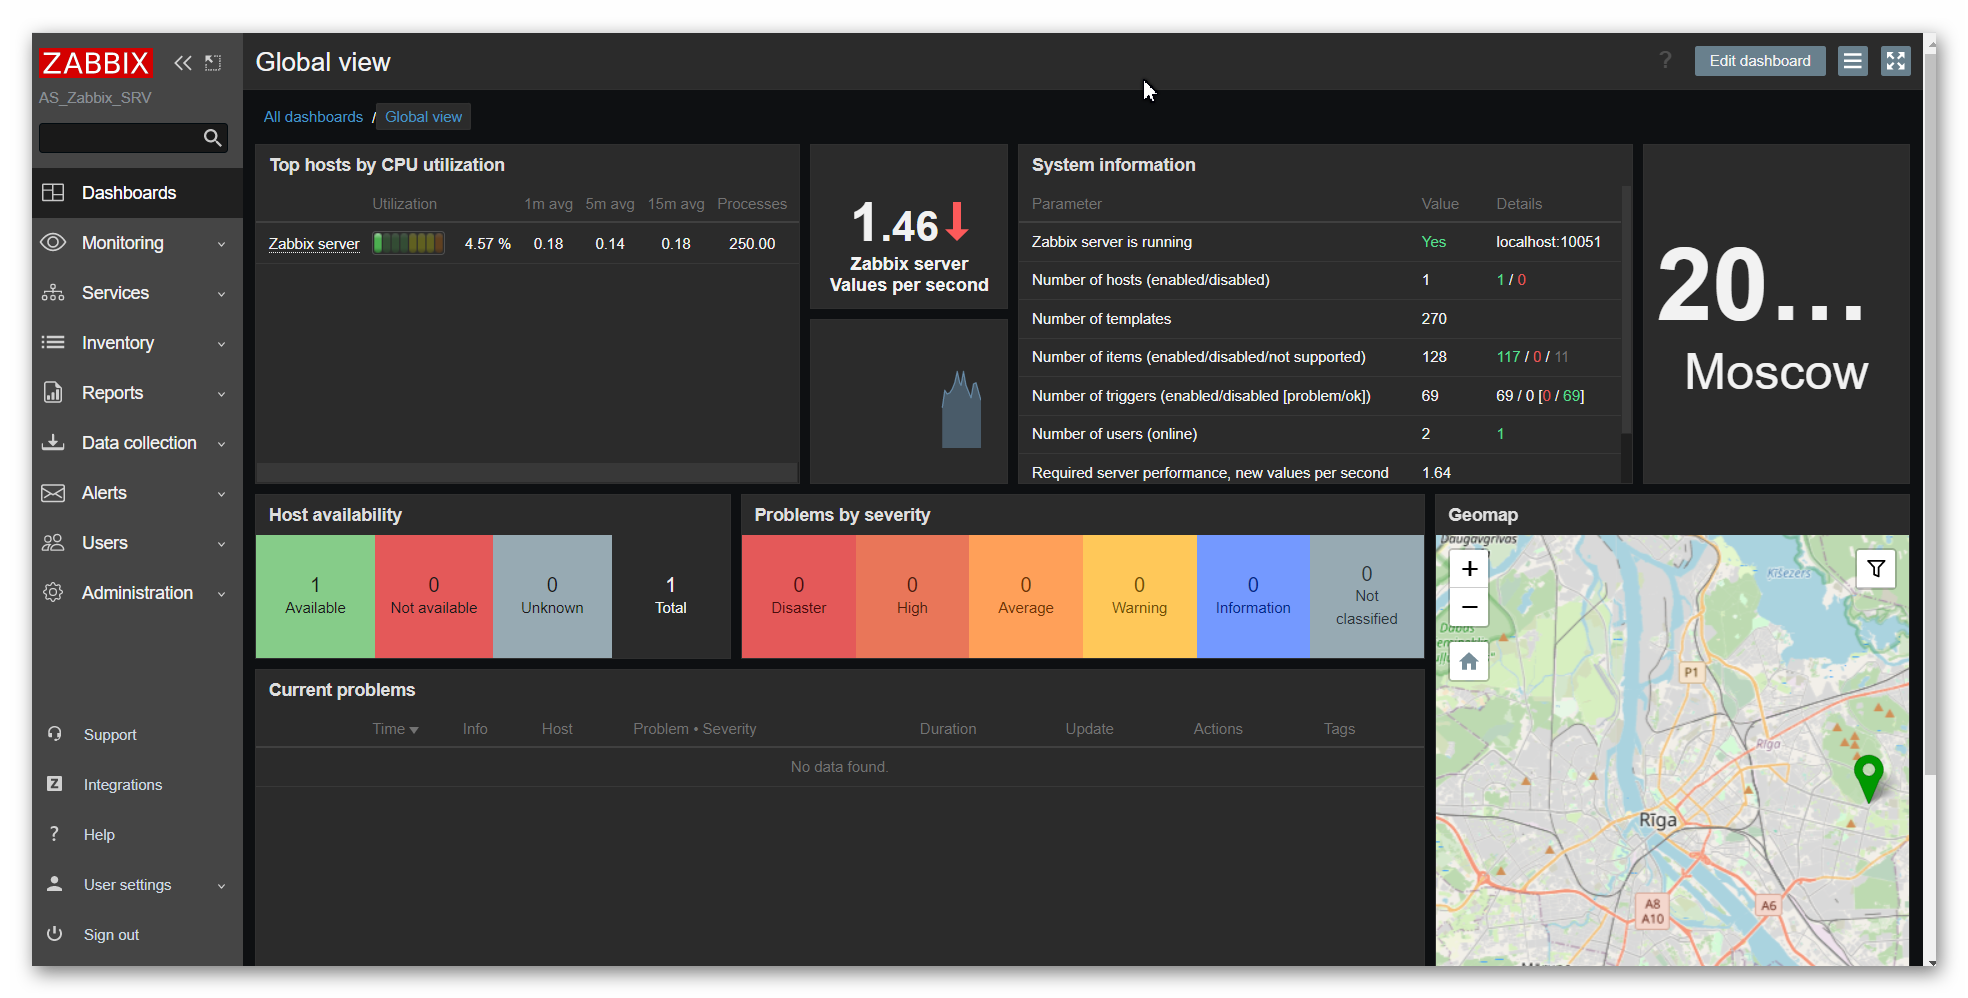 ZABBIX
AS_Zabbix_SRV
Dashboards
Monitoring
Services
Inventory
Reports
Data collection
Alerts
Users
Administration
Support
Integrations
Help
User settings
Sign out
Global view
? Edit dashboard
All dashboards / Global view
Top hosts by CPU utilization
Utilization 1m avg 5m avg 15m avg Processes
Zabbix server 4.57 % 0.18 0.14 0.18 250.00
1.46
Zabbix server
Values per second
System information
Parameter Value Details
Zabbix server is running Yes localhost:10051
Number of hosts (enabled/disabled) 1 1 / 0
Number of templates 270
Number of items (enabled/disabled/not supported) 128 117 / 0 / 11
Number of triggers (enabled/disabled [problem/ok]) 69 69 / 0 [0 / 69]
Number of users (online) 2 1
Required server performance, new values per second 1.64
20...
Moscow
Host availability
1 Available
0 Not available
0 Unknown
1 Total
Problems by severity
0 Disaster
0 High
0 Average
0 Warning
0 Information
0 Not classified
Current problems
Time Info Host Problem • Severity Duration Update Actions Tags
No data found.
Geomap
Daugavgrīvas
Ķīšezers
+
−
Dabas
P1
Rīga
Rīga
A8
A10
A6